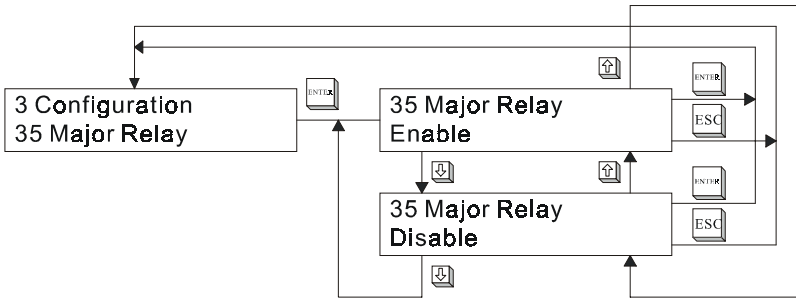 ENTER
3 Configuration
35 Major Relay
35 Major Relay
Enable
ENTER
ESC
35 Major Relay
Disable
ENTER
ESC